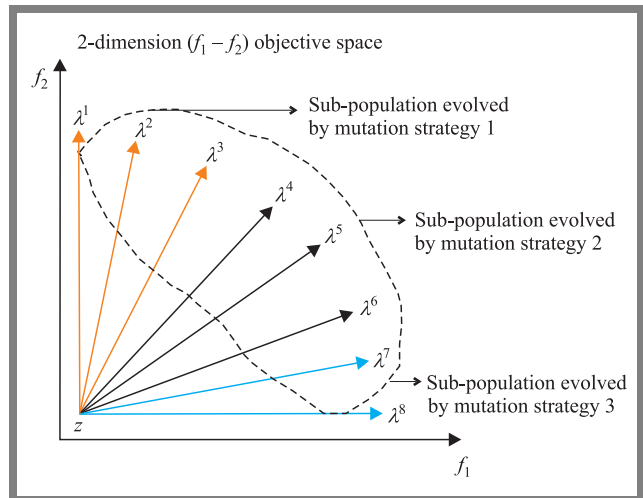 2-dimension (f₁ – f₂) objective space
f₂
λ¹
λ²
λ³
λ⁴
λ⁵
λ⁶
λ⁷
λ⁸
Sub-population evolved
by mutation strategy 1
Sub-population evolved
by mutation strategy 2
Sub-population evolved
by mutation strategy 3
z
f₁